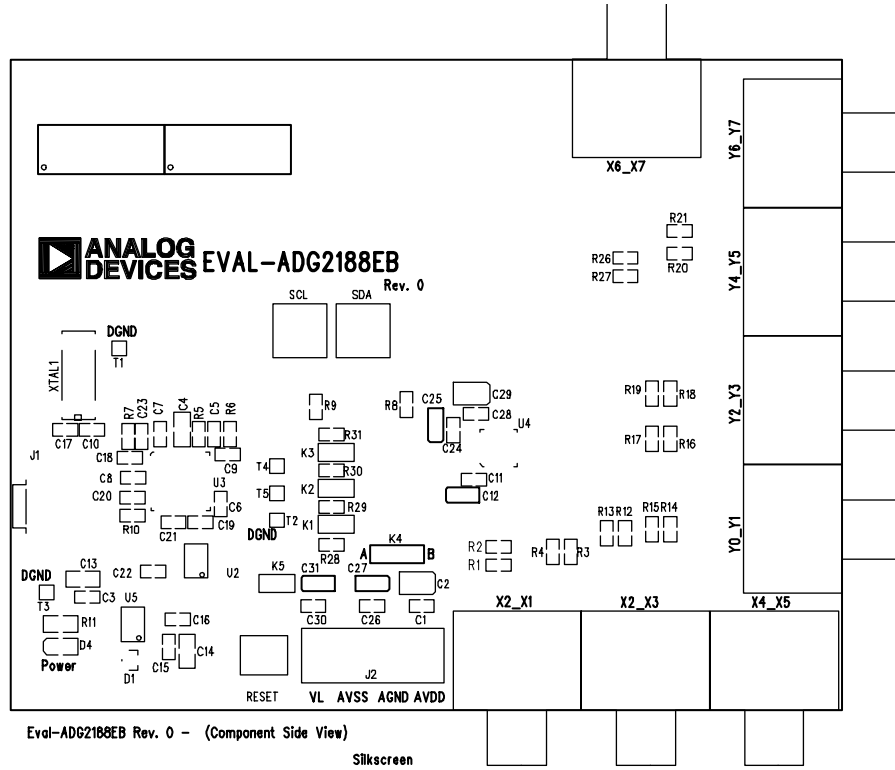 X6_X7
Y6_Y7
R21
R20
R26
R27
Y4_Y5
ANALOG
DEVICES
EVAL-ADG2188EB
Rev. 0
SCL
SDA
DGND
T1
XTAL1
R9
R8
C25
C29
C28
U4
C24
R19
R18
Y2_Y3
R17
R16
R7
C23
C7
C4
R5
C5
R6
C17
C10
R31
K3
J1
C18
C9
T4
R30
C8
U3
K2
C11
C20
T5
C12
C6
R29
R10
C21
C19
T2
K1
DGND
R28
A
K4
B
R2
R1
R4
R3
R13
R12
R15
R14
Y0_Y1
DGND
C13
C22
U2
K5
C31
C27
C2
T3
C3
U5
X2_X1
X2_X3
X4_X5
R11
C16
C30
C26
C1
D4
Power
C15
C14
D1
J2
RESET
VL
AVSS
AGND
AVDD
Eval-ADG2188EB Rev. 0 - (Component Side View)
Silkscreen